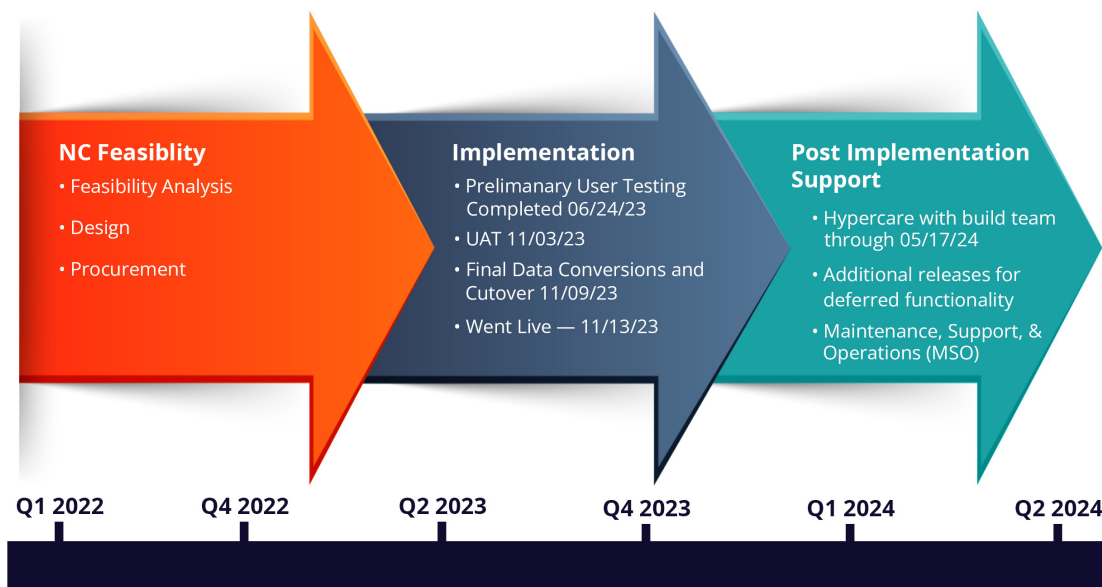 NC Feasiblity
• Feasibility Analysis
• Design
• Procurement
Implementation
• Prelimanary User Testing
Completed 06/24/23
• UAT 11/03/23
• Final Data Conversions and
Cutover 11/09/23
• Went Live — 11/13/23
Post Implementation
Support
• Hypercare with build team
through 05/17/24
• Additional releases for
deferred functionality
• Maintenance, Support, &
Operations (MSO)
Q1 2022
Q4 2022
Q2 2023
Q4 2023
Q1 2024
Q2 2024